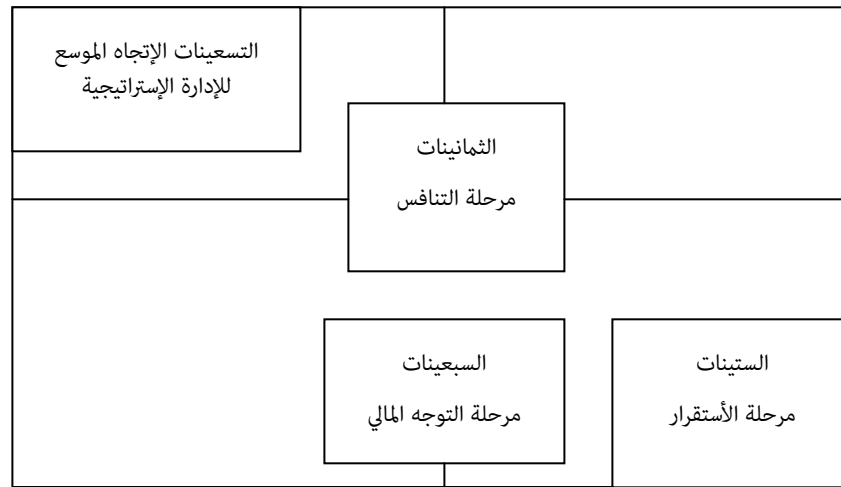 التسعينات الإتجاه الموسع
للإدارة الإستراتيجية
الثمانينات
مرحلة التنافس
الستينات
مرحلة الأستقرار
السبعينات
مرحلة التوجه المالي